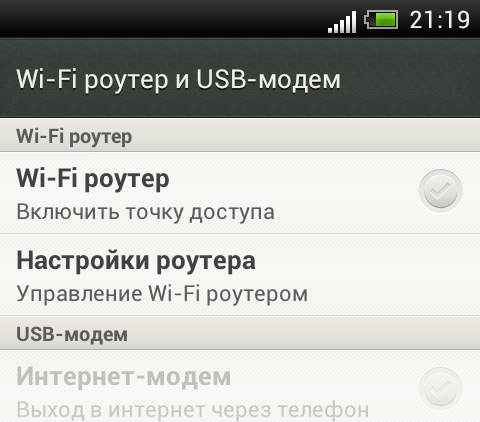 21:19
Wi-Fi роутер и USB-модем
Wi-Fi роутер
Wi-Fi роутер
Включить точку доступа
Настройки роутера
Управление Wi-Fi роутером
USB-модем
Интернет-модем
Выход в интернет через телефон